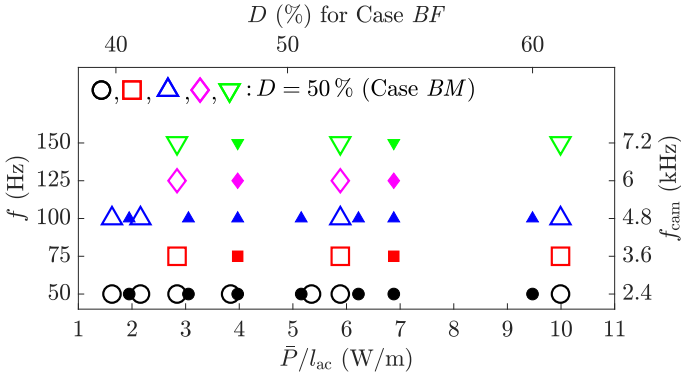 D (%) for Case BF
40 50 60
, , , , : D = 50 % (Case BM)
150 7.2
125 6
100 4.8
75 3.6
50 2.4
f (Hz)
f_cam (kHz)
1 2 3 4 5 6 7 8 9 10 11
P̄/l_ac (W/m)